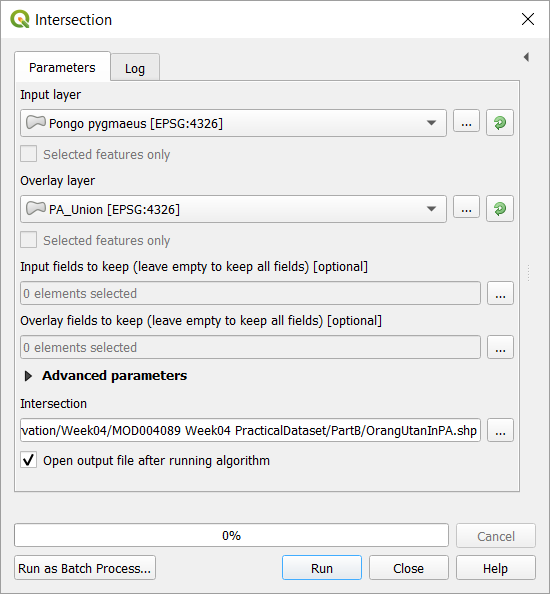 Intersection
Parameters
Log
Input layer
Pongo pygmaeus [EPSG:4326]
...
Selected features only
Overlay layer
PA_Union [EPSG:4326]
...
Selected features only
Input fields to keep (leave empty to keep all fields) [optional]
0 elements selected
...
Overlay fields to keep (leave empty to keep all fields) [optional]
0 elements selected
...
Advanced parameters
Intersection
vation/Week04/MOD004089 Week04 PracticalDataset/PartB/OrangUtanInPA.shp
...
Open output file after running algorithm
0%
Cancel
Run as Batch Process...
Run
Close
Help